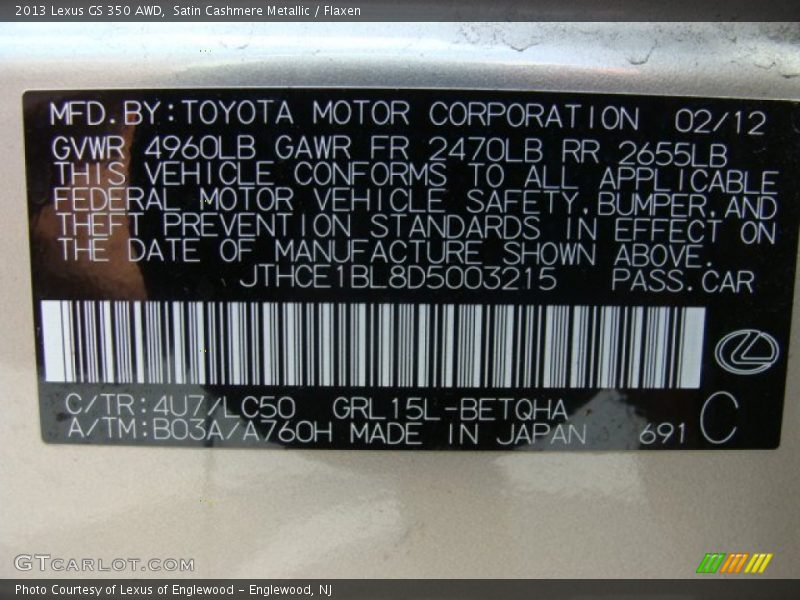 2013 Lexus GS 350 AWD, Satin Cashmere Metallic / Flaxen
MFD.BY:TOYOTA MOTOR CORPORATION 02/12
GVWR 4960LB GAWR FR 2470LB RR 2655LB
THIS VEHICLE CONFORMS TO ALL APPLICABLE
FEDERAL MOTOR VEHICLE SAFETY,BUMPER,AND
THEFT PREVENTION STANDARDS IN EFFECT ON
THE DATE OF MANUFACTURE SHOWN ABOVE.
JTHCE1BL8D5003215 PASS.CAR
C/TR:4U7/LC50 GRL15L-BETQHA
A/TM:B03A/A760H MADE IN JAPAN 691 C
GTCARLOT.COM
Photo Courtesy of Lexus of Englewood - Englewood, NJ